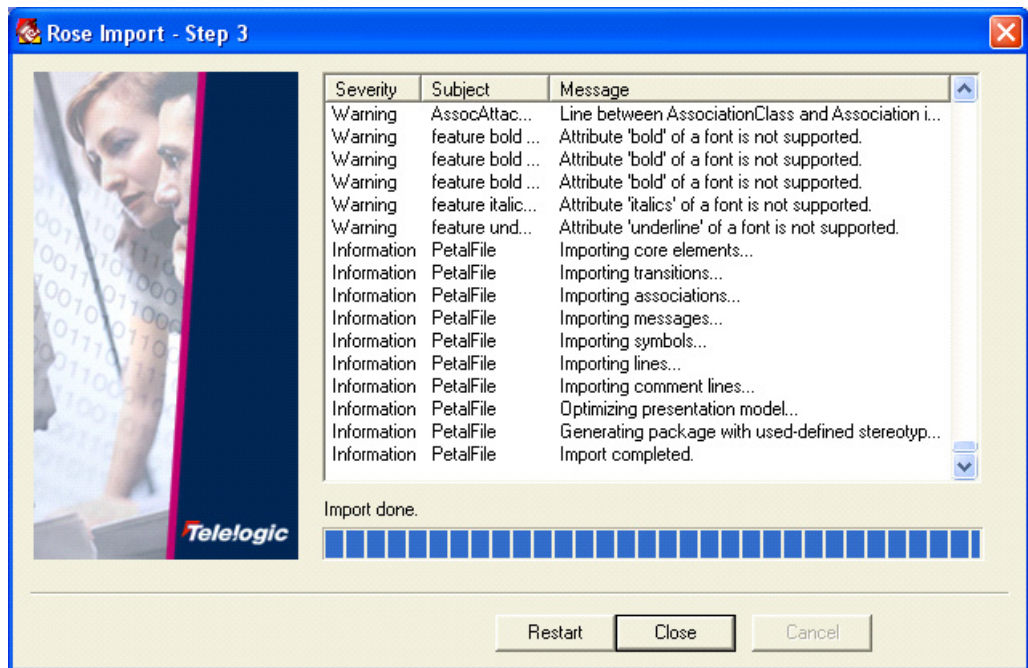 Rose Import - Step 3
Severity Subject Message
Warning AssocAttac... Line between AssociationClass and Association i...
Warning feature bold ... Attribute 'bold' of a font is not supported.
Warning feature bold ... Attribute 'bold' of a font is not supported.
Warning feature bold ... Attribute 'bold' of a font is not supported.
Warning feature italic... Attribute 'italics' of a font is not supported.
Warning feature und... Attribute 'underline' of a font is not supported.
Information PetalFile Importing core elements...
Information PetalFile Importing transitions...
Information PetalFile Importing associations...
Information PetalFile Importing messages...
Information PetalFile Importing symbols...
Information PetalFile Importing lines...
Information PetalFile Importing comment lines...
Information PetalFile Optimizing presentation model...
Information PetalFile Generating package with used-defined stereotyp...
Information PetalFile Import completed.
Telelogic
Import done.
Restart Close Cancel